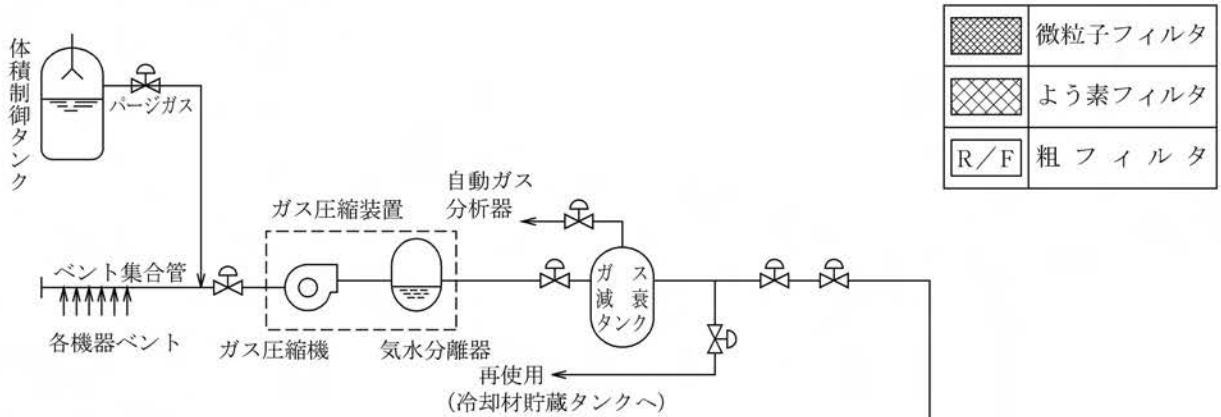 体積制御タンク
パージガス
ベント集合管
各機器ベント
ガス圧縮装置
ガス圧縮機
気水分離器
自動ガス
分析器
ガス
減衰
タンク
再使用
(冷却材貯蔵タンクへ)
微粒子フィルタ
よう素フィルタ
R/F 粗フィルタ